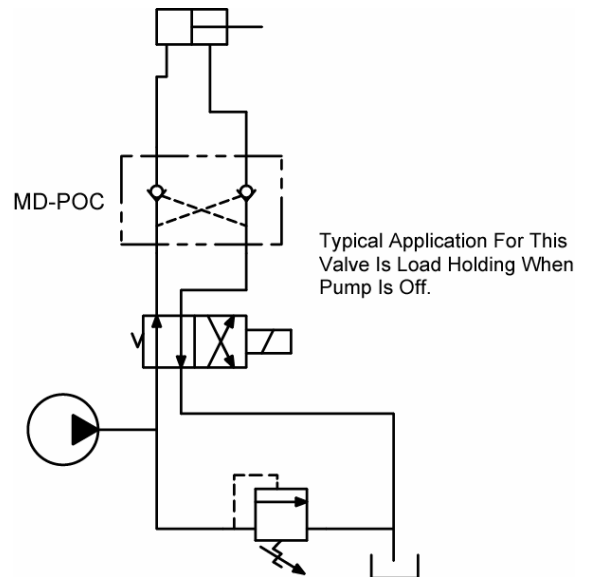 MD-POC
Typical Application For This
Valve Is Load Holding When
Pump Is Off.